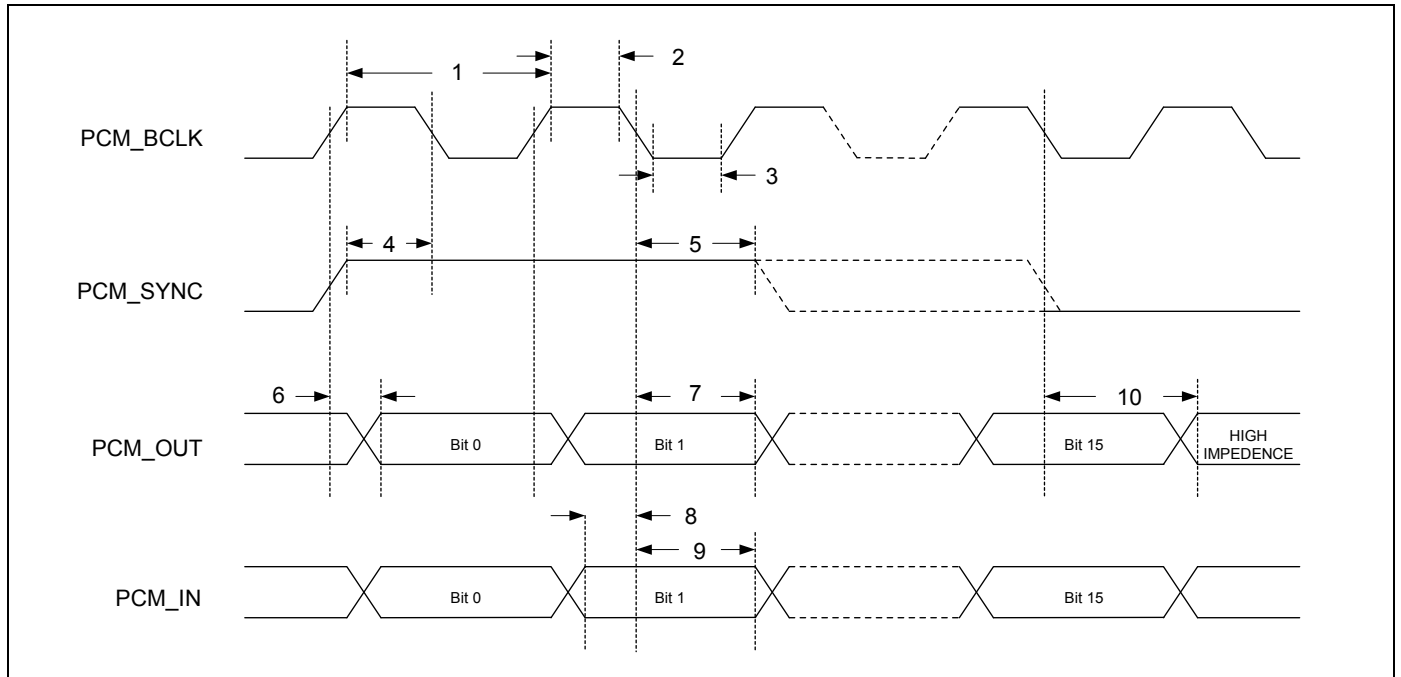 1
2
PCM_BCLK
3
4
5
PCM_SYNC
6
7
10
PCM_OUT
Bit 0
Bit 1
Bit 15
HIGH
IMPEDENCE
8
9
PCM_IN
Bit 0
Bit 1
Bit 15